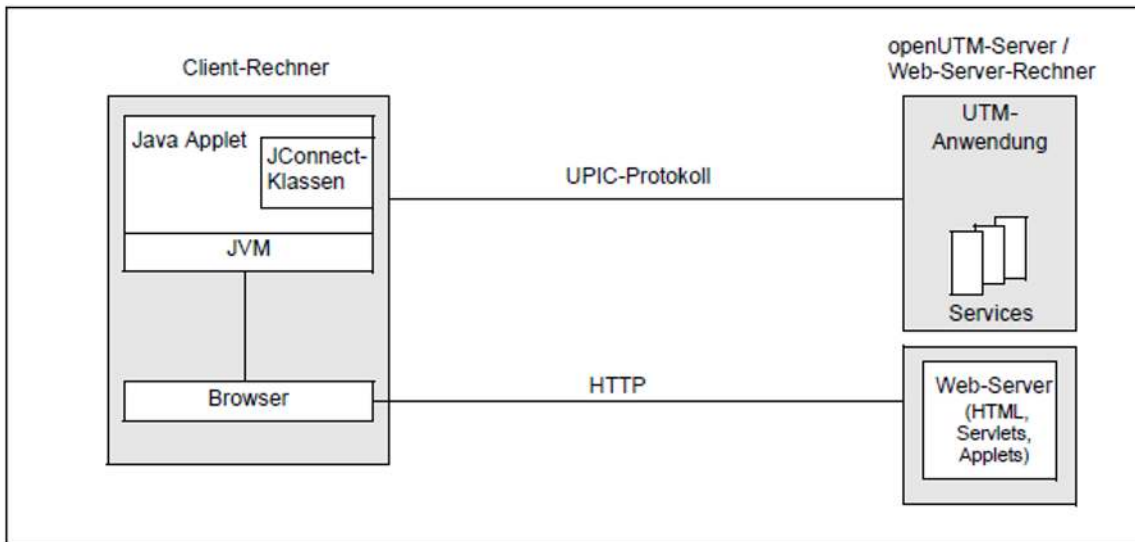 Client-Rechner
openUTM-Server /
Web-Server-Rechner
Java Applet
JConnect-
Klassen
JVM
Browser
UPIC-Protokoll
HTTP
UTM-
Anwendung
Services
Web-Server
(HTML,
Servlets,
Applets)